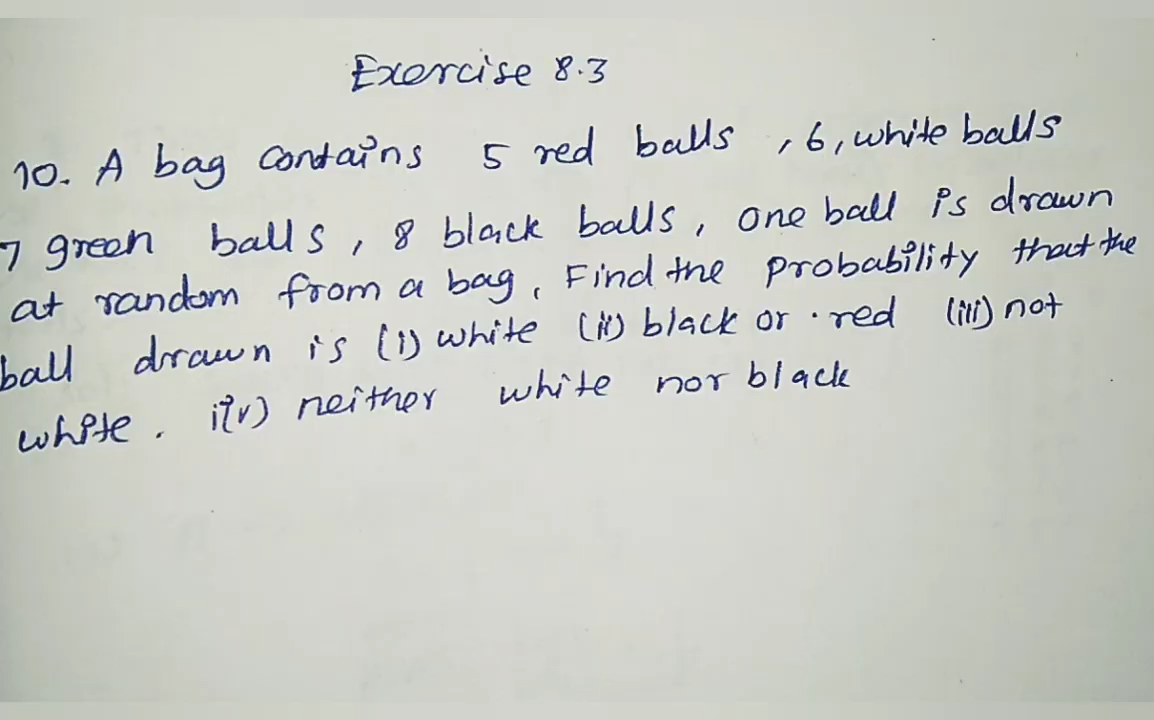 Exercise 8.3
10. A bag contains 5 red balls , 6, white balls
7 green balls , 8 black balls , one ball is drawn
at random from a bag , Find the probability that the
ball drawn is (i) white (ii) black or . red (iii) not
white . i(v) neither white nor black